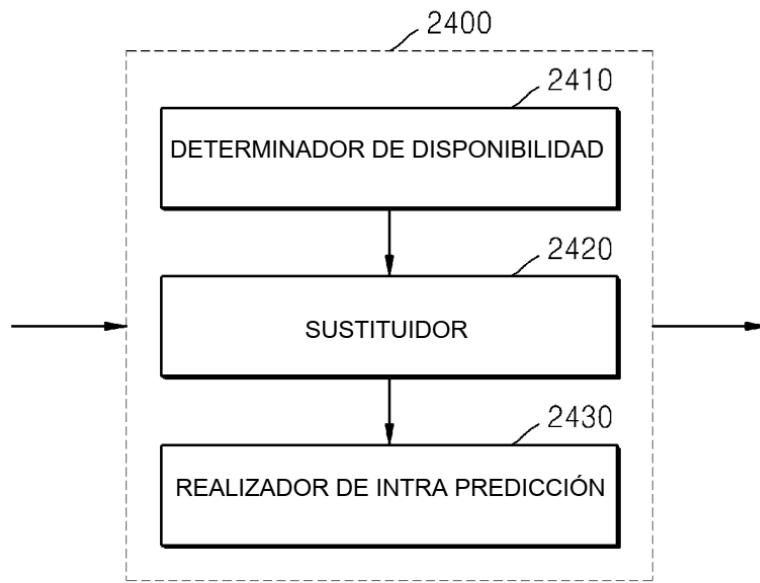 2400
2410
DETERMINADOR DE DISPONIBILIDAD
2420
SUSTITUIDOR
2430
REALIZADOR DE INTRA PREDICCIÓN